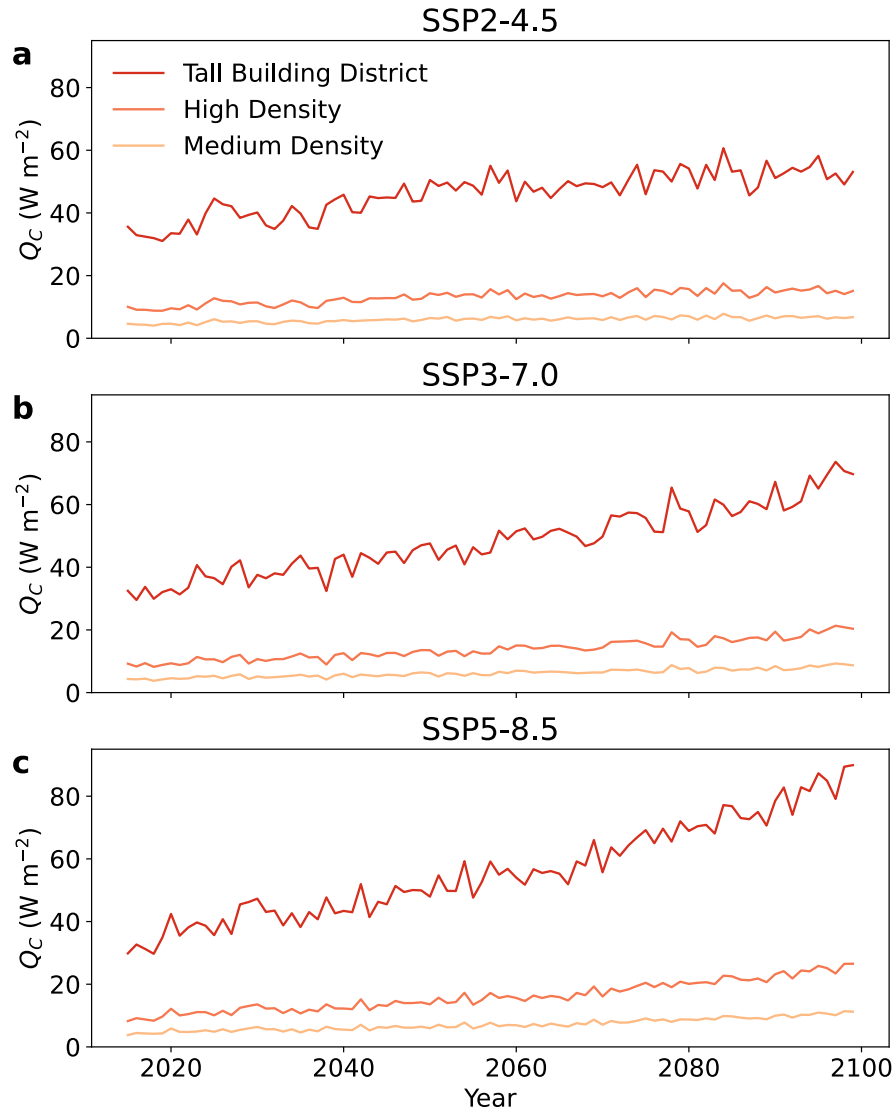 SSP2-4.5
a
Tall Building District
High Density
Medium Density
80
60
40
20
0
Q_C (W m⁻²)
SSP3-7.0
b
80
60
40
20
0
Q_C (W m⁻²)
SSP5-8.5
c
80
60
40
20
0
Q_C (W m⁻²)
2020 2040 2060 2080 2100
Year